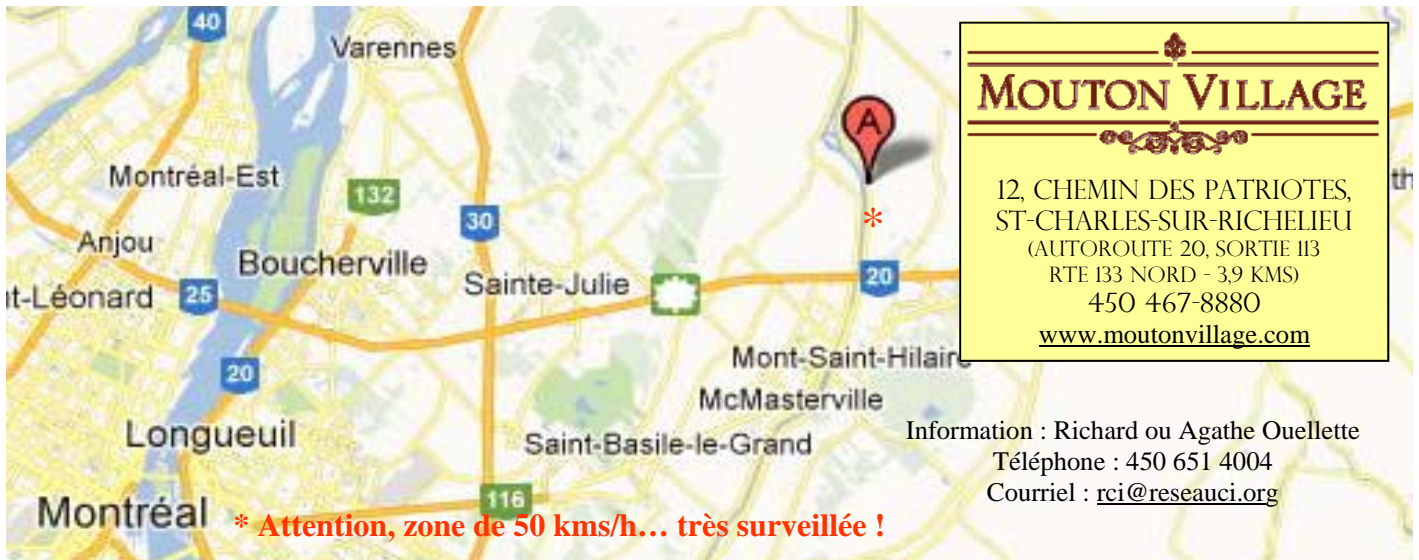 40
Varennes
Montréal-Est
132
30
Anjou
Boucherville
Sainte-Julie
20
nt-Léonard
25
20
Mont-Saint-Hilaire
McMasterville
Longueuil
Saint-Basile-le-Grand
116
Montréal
A
*
* Attention, zone de 50 kms/h… très surveillée !
MOUTON VILLAGE
12, CHEMIN DES PATRIOTES,
ST-CHARLES-SUR-RICHELIEU
(AUTOROUTE 20, SORTIE 113
RTE 133 NORD - 3,9 KMS)
450 467-8880
www.moutonvillage.com
th
Information : Richard ou Agathe Ouellette
Téléphone : 450 651 4004
Courriel : rci@reseauci.org